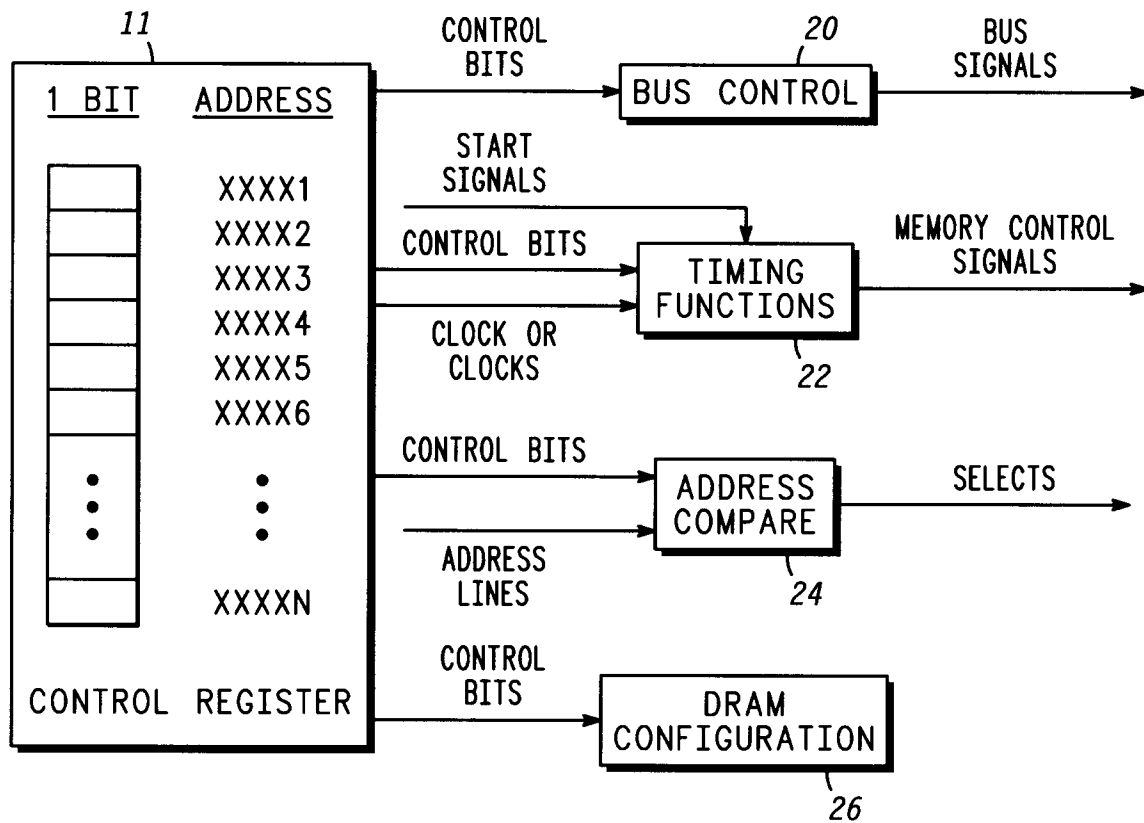 11
1 BIT ADDRESS
XXXX1
XXXX2
XXXX3
XXXX4
XXXX5
XXXX6
XXXXN
CONTROL REGISTER
CONTROL
BITS
20
BUS CONTROL
BUS
SIGNALS
START
SIGNALS
CONTROL BITS
CLOCK OR
CLOCKS
TIMING
FUNCTIONS
22
MEMORY CONTROL
SIGNALS
CONTROL BITS
ADDRESS
LINES
ADDRESS
COMPARE
24
SELECTS
CONTROL
BITS
DRAM
CONFIGURATION
26